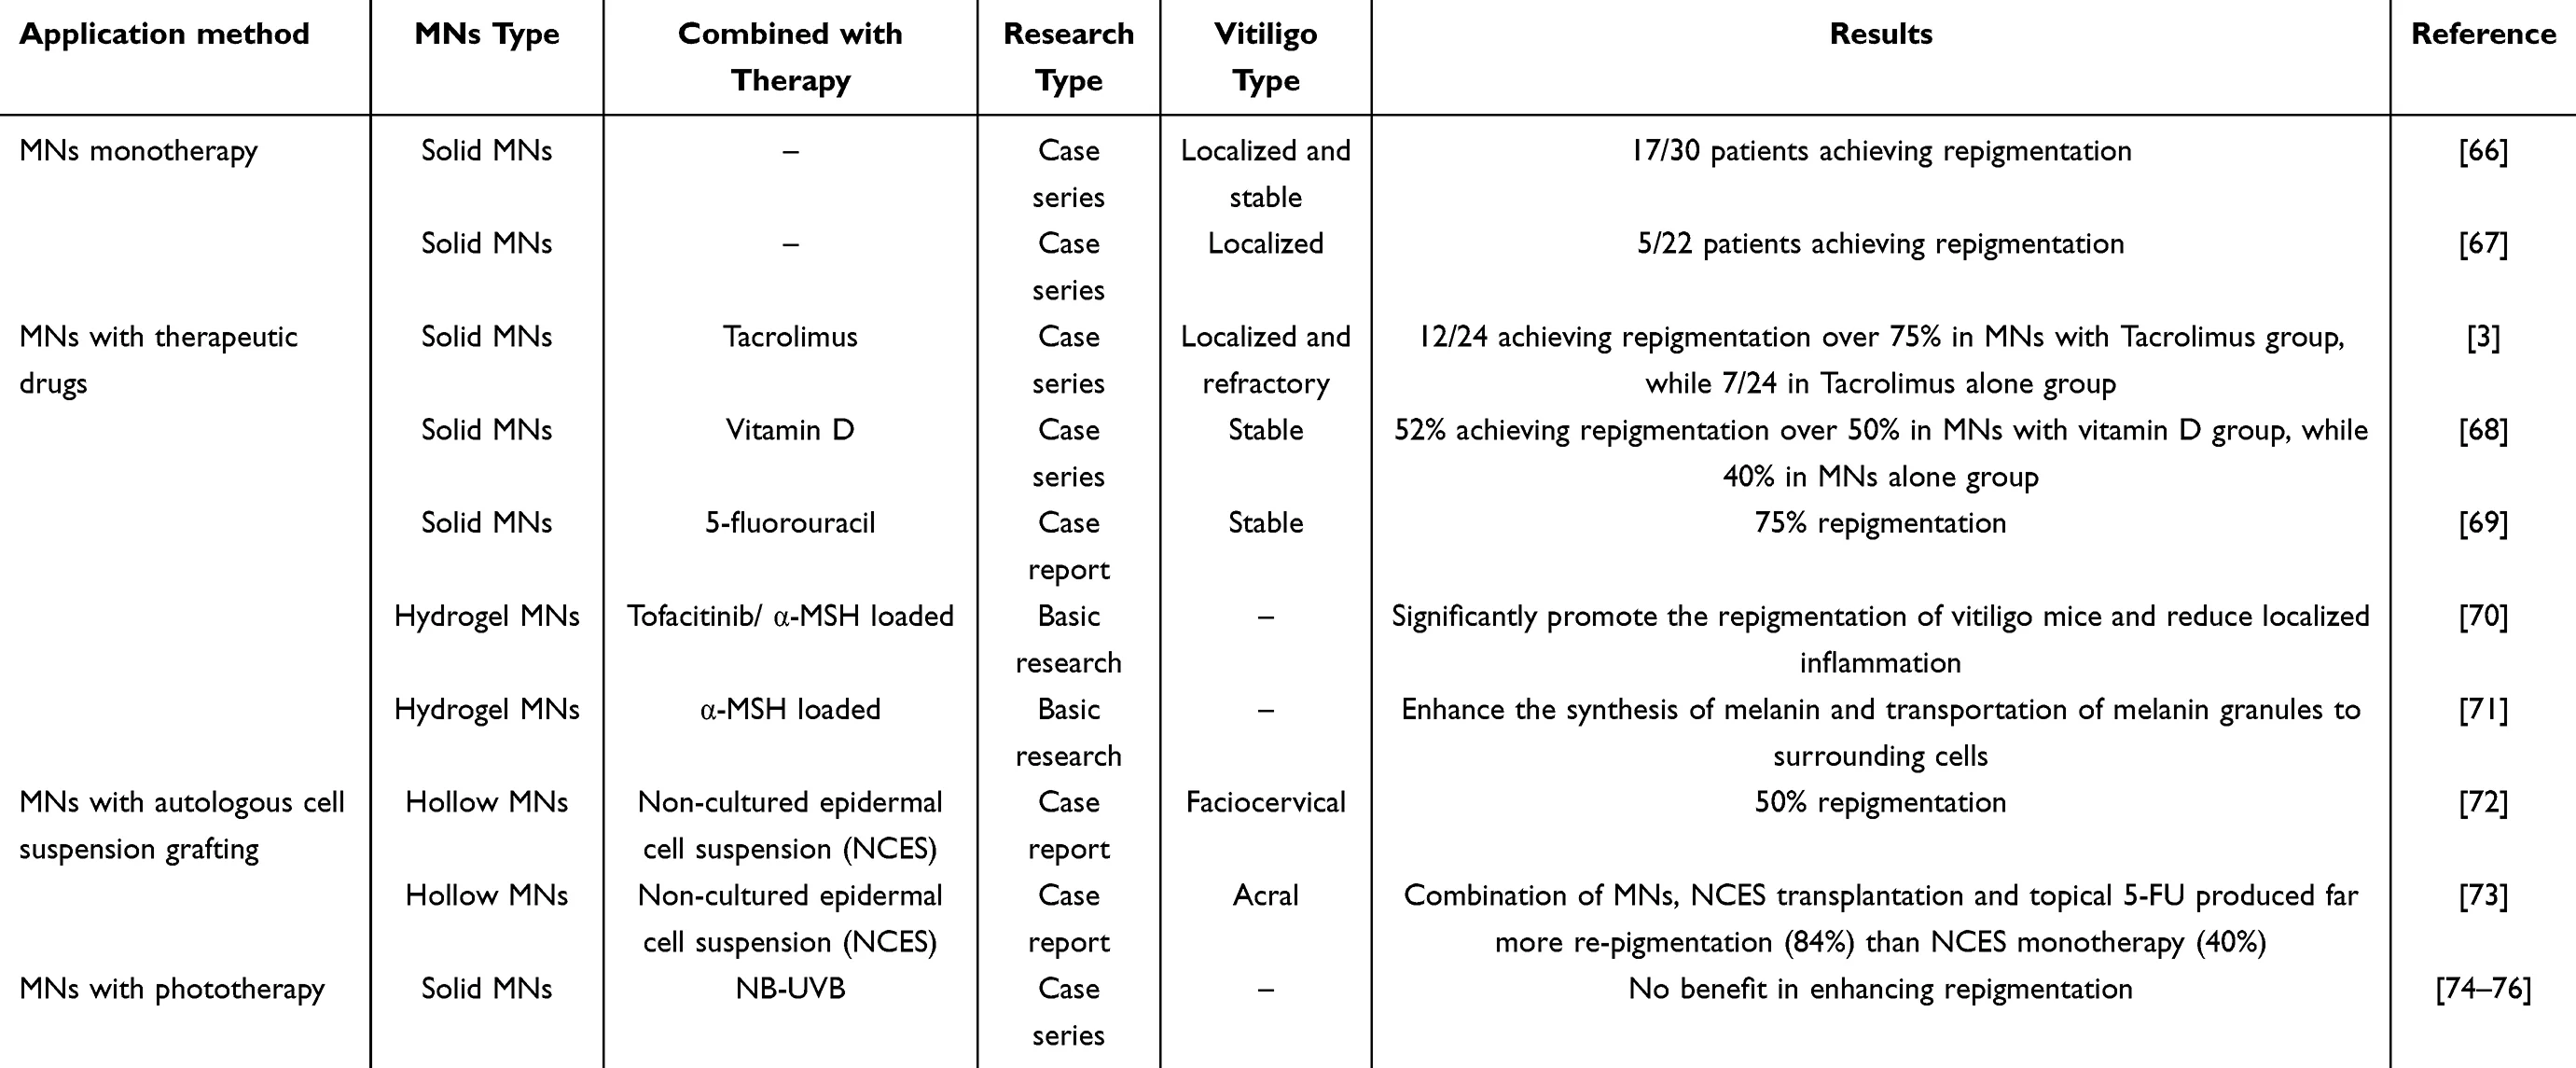 Application method MNs Type Combined with Therapy Research Type Vitiligo Type Results Reference
MNs monotherapy Solid MNs – Case series Localized and stable 17/30 patients achieving repigmentation [66]
Solid MNs – Case series Localized 5/22 patients achieving repigmentation [67]
MNs with therapeutic drugs Solid MNs Tacrolimus Case series Localized and refractory 12/24 achieving repigmentation over 75% in MNs with Tacrolimus group, while 7/24 in Tacrolimus alone group [3]
Solid MNs Vitamin D Case series Stable 52% achieving repigmentation over 50% in MNs with vitamin D group, while 40% in MNs alone group [68]
Solid MNs 5-fluorouracil Case report Stable 75% repigmentation [69]
Hydrogel MNs Tofacitinib/ α-MSH loaded Basic research – Significantly promote the repigmentation of vitiligo mice and reduce localized inflammation [70]
Hydrogel MNs α-MSH loaded Basic research – Enhance the synthesis of melanin and transportation of melanin granules to surrounding cells [71]
MNs with autologous cell suspension grafting Hollow MNs Non-cultured epidermal cell suspension (NCES) Case report Faciocervical 50% repigmentation [72]
Hollow MNs Non-cultured epidermal cell suspension (NCES) Case report Acral Combination of MNs, NCES transplantation and topical 5-FU produced far more re-pigmentation (84%) than NCES monotherapy (40%) [73]
MNs with phototherapy Solid MNs NB-UVB Case series – No benefit in enhancing repigmentation [74–76]